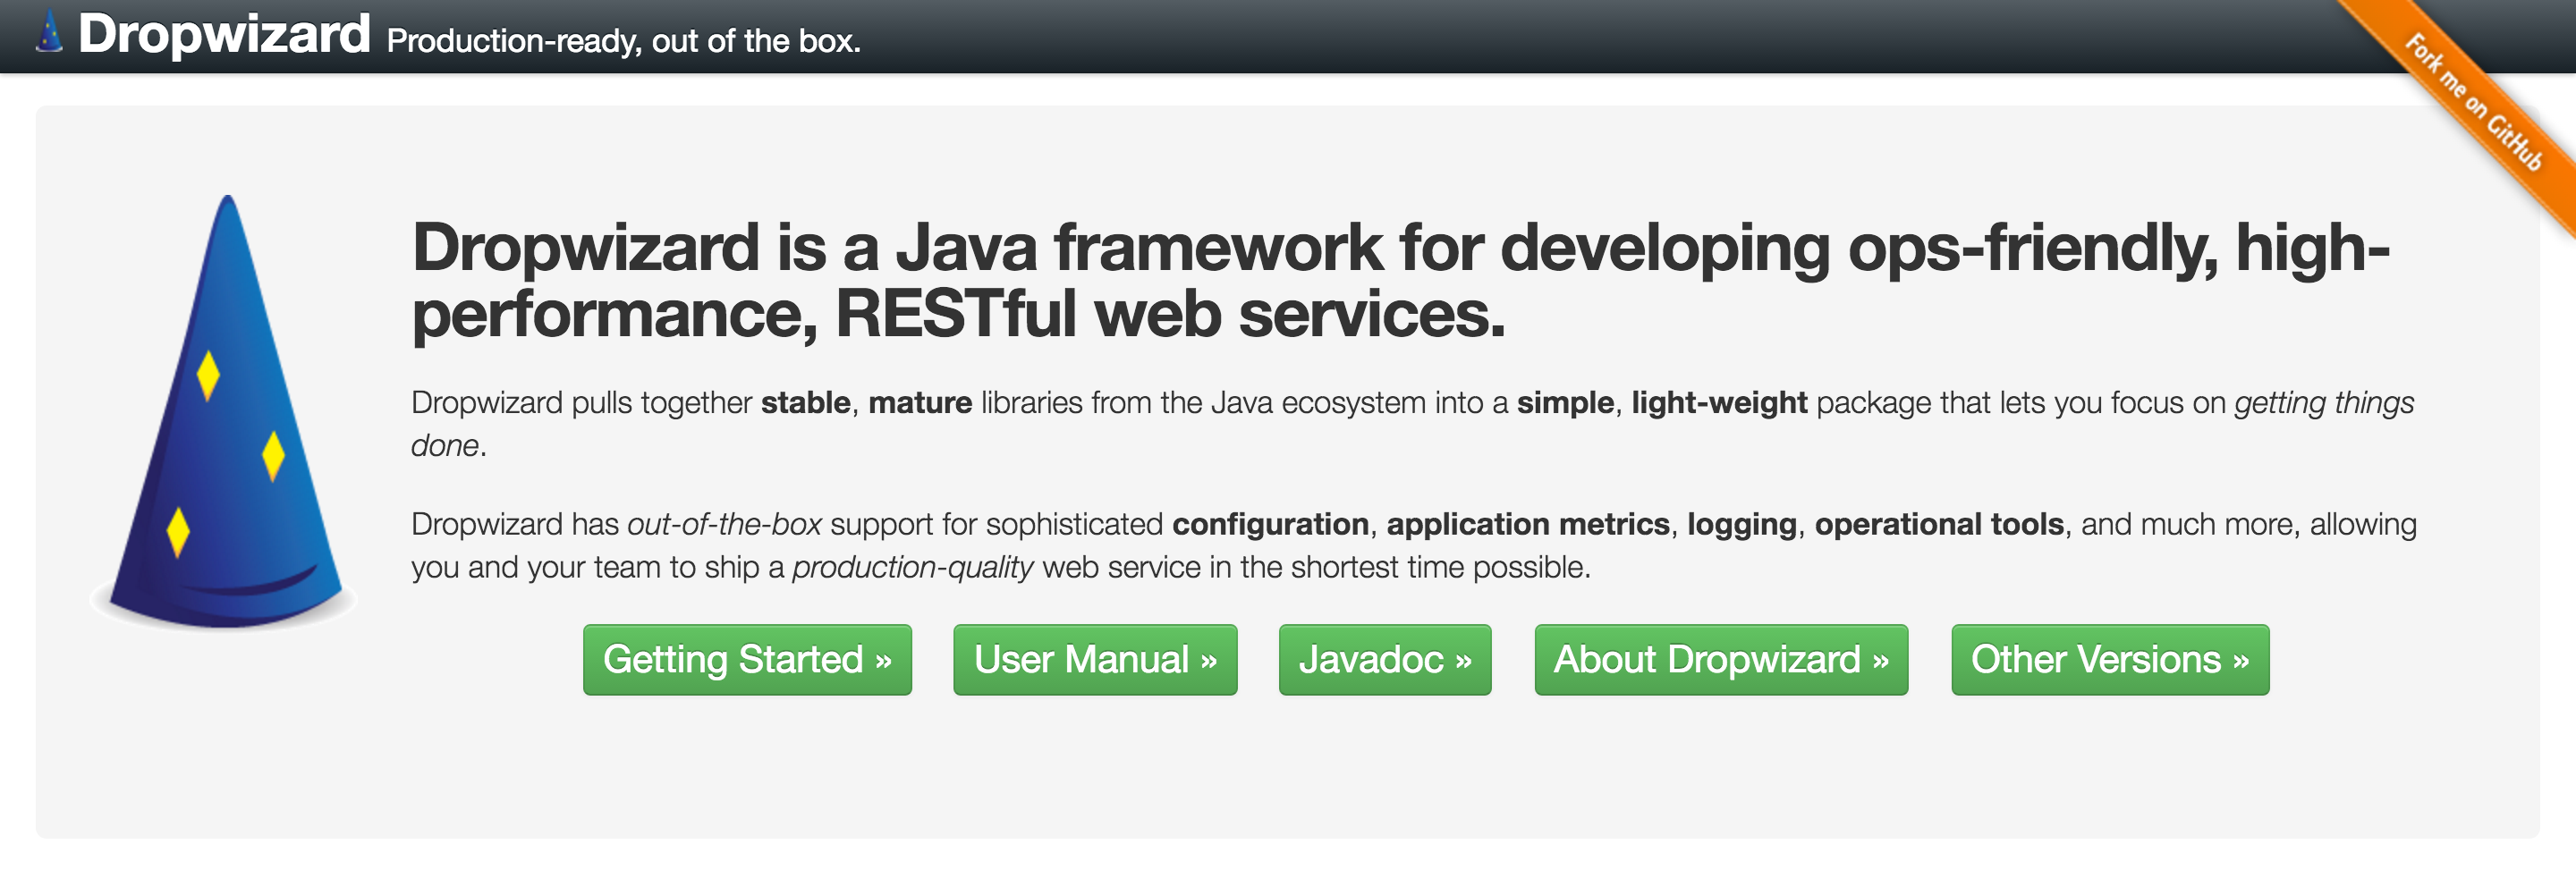 Dropwizard Production-ready, out of the box.
Fork me on GitHub
Dropwizard is a Java framework for developing ops-friendly, high-
performance, RESTful web services.
Dropwizard pulls together stable, mature libraries from the Java ecosystem into a simple, light-weight package that lets you focus on getting things
done.
Dropwizard has out-of-the-box support for sophisticated configuration, application metrics, logging, operational tools, and much more, allowing
you and your team to ship a production-quality web service in the shortest time possible.
Getting Started » User Manual » Javadoc » About Dropwizard » Other Versions »